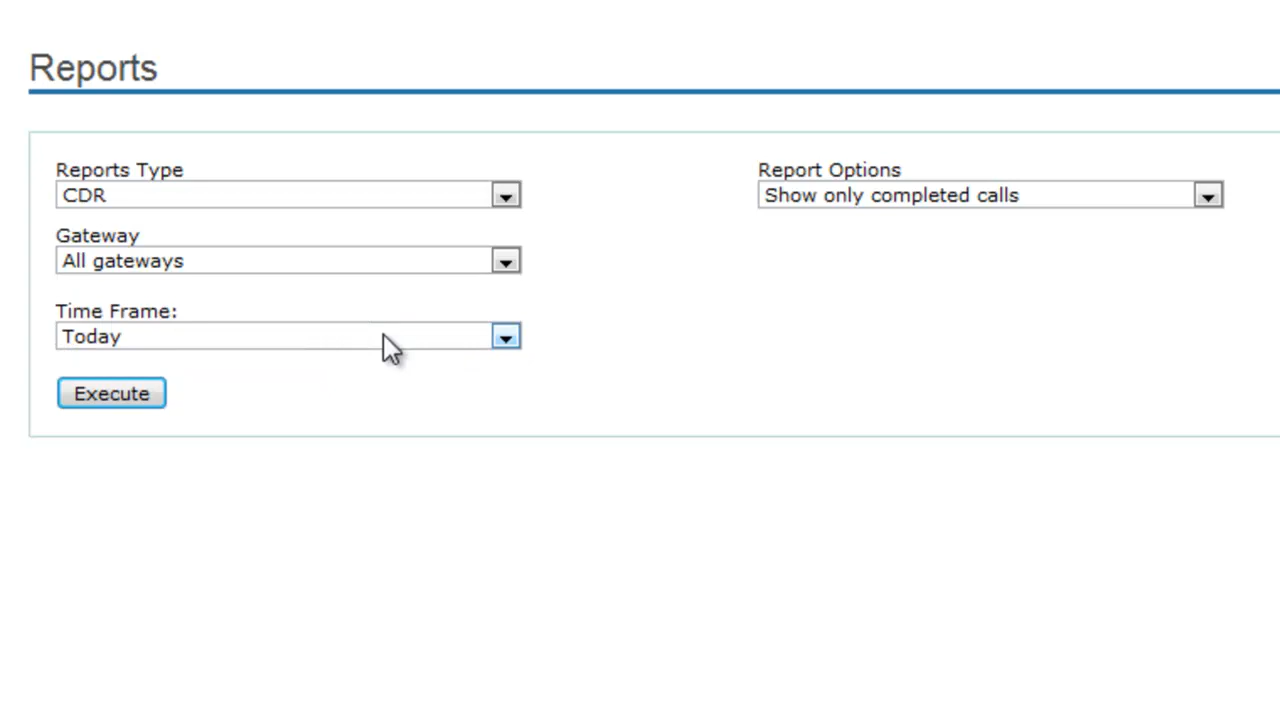 Reports
Reports Type
CDR
Report Options
Show only completed calls
Gateway
All gateways
Time Frame:
Today
Execute